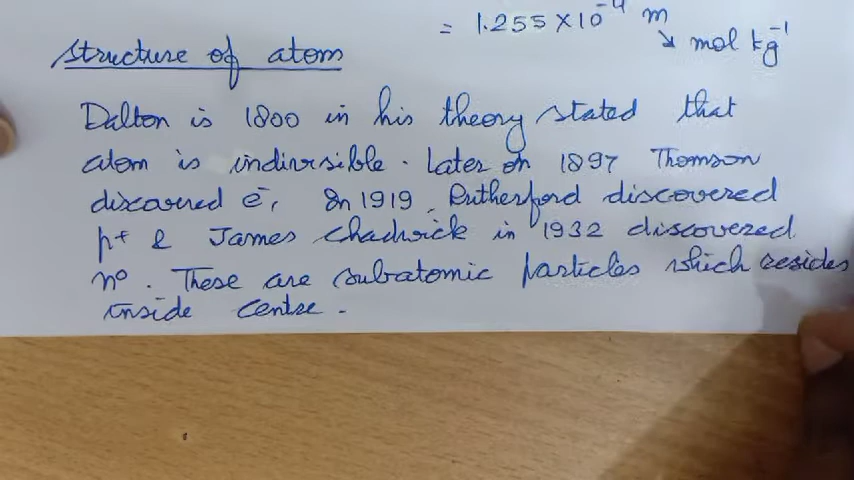 = 1.255 × 10⁻⁴ m
↘ mol kg⁻¹
Structure of atom
Dalton is 1800 in his theory stated that
atom is indivisible. Later on 1897 Thomson
discovered e⁻, In 1919, Rutherford discovered
p+ & James Chadwick in 1932 discovered
n⁰. These are subatomic particles which resides
inside centre.